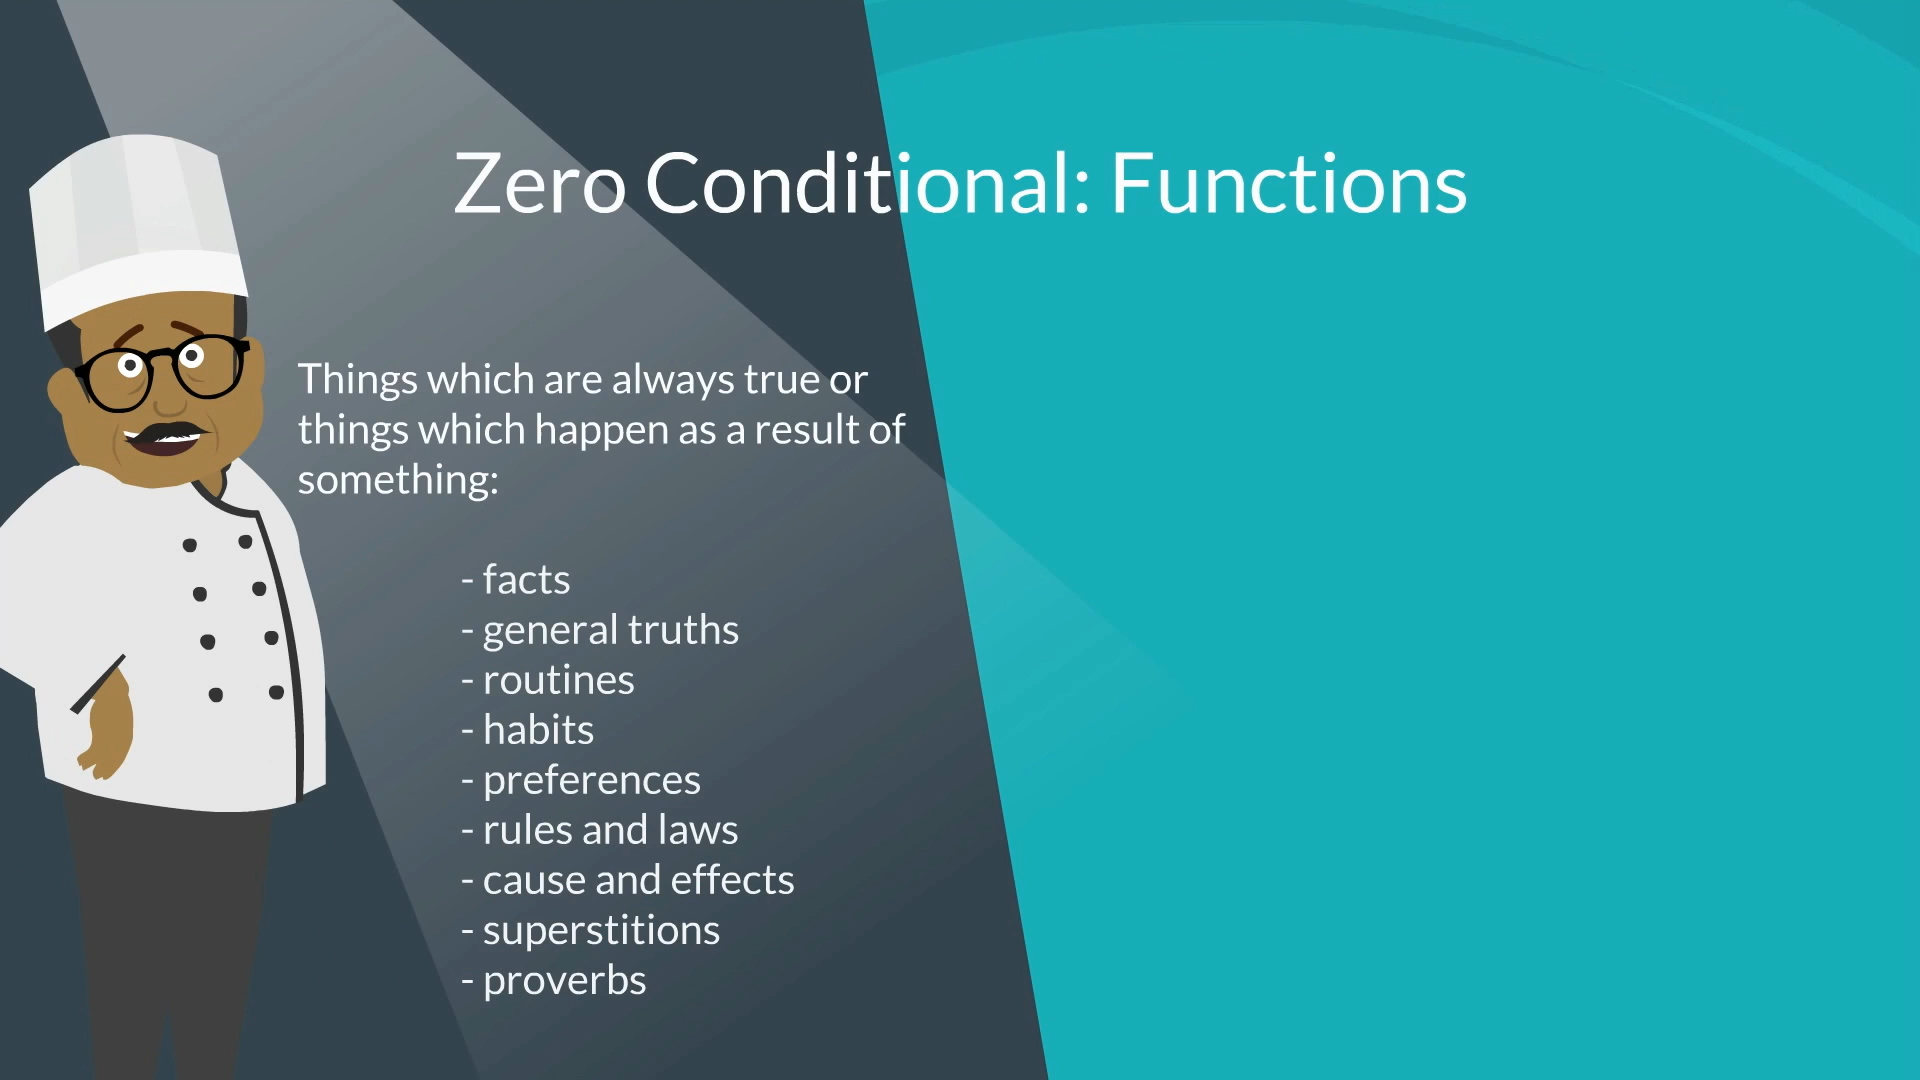 Zero Conditional: Functions
Things which are always true or
things which happen as a result of
something:
- facts
- general truths
- routines
- habits
- preferences
- rules and laws
- cause and effects
- superstitions
- proverbs